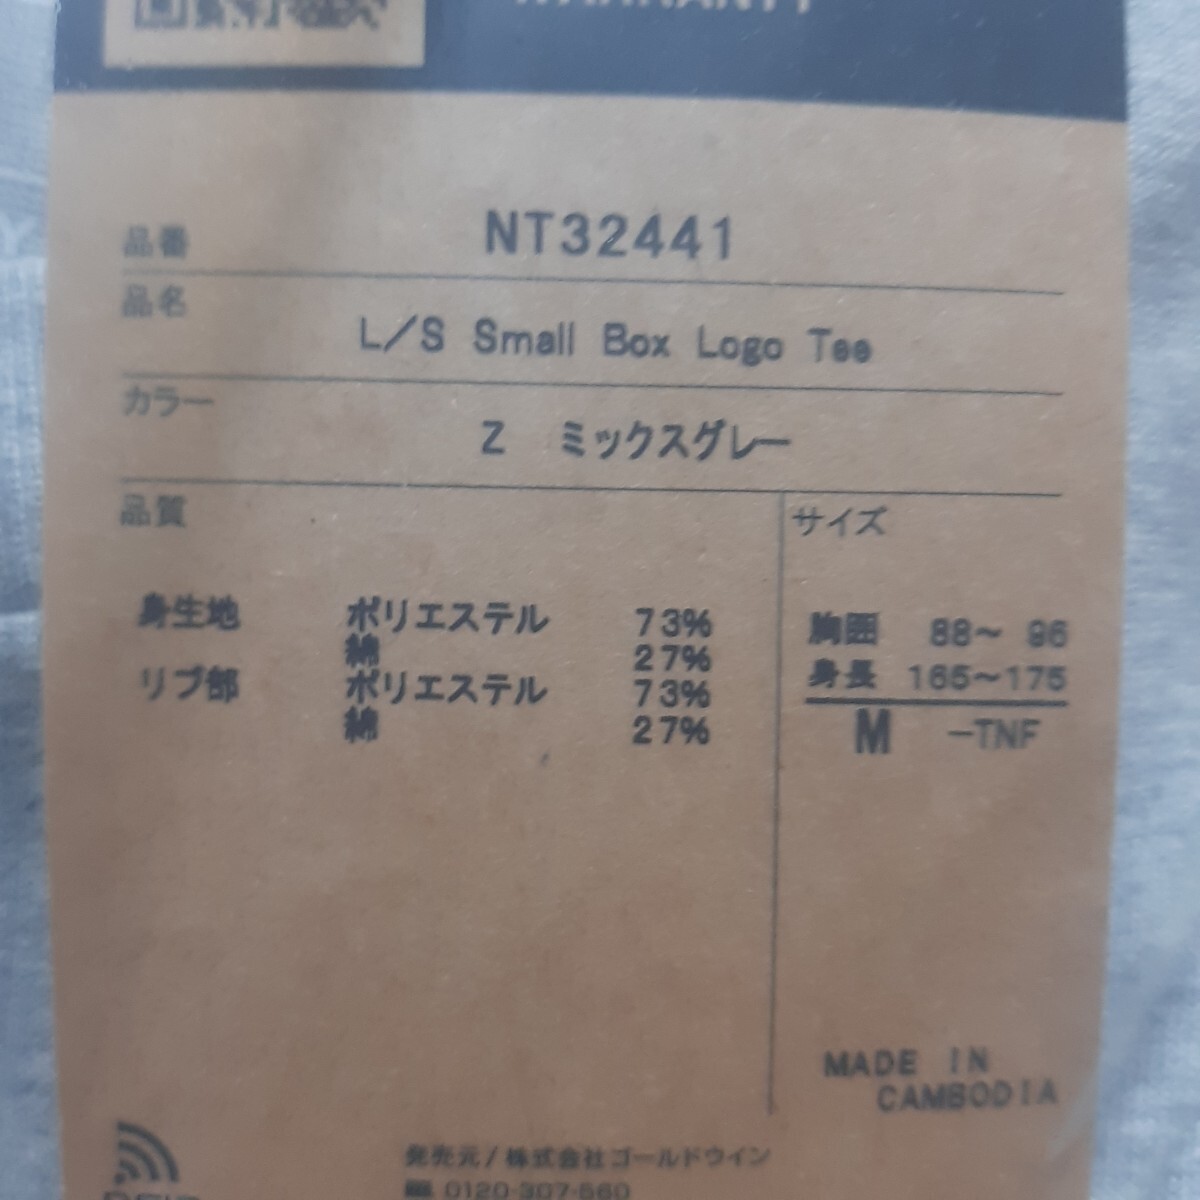 品番 NT32441
品名
L/S Small Box Logo Tee
カラー
Z ミックスグレー
品質 サイズ
身生地 ポリエステル 73%
綿 27%
リブ部 ポリエステル 73%
綿 27%
胸囲 88〜 96
身長 165〜175
M -TNF
MADE IN
CAMBODIA
発売元/株式会社ゴールドウイン
0120-307-560